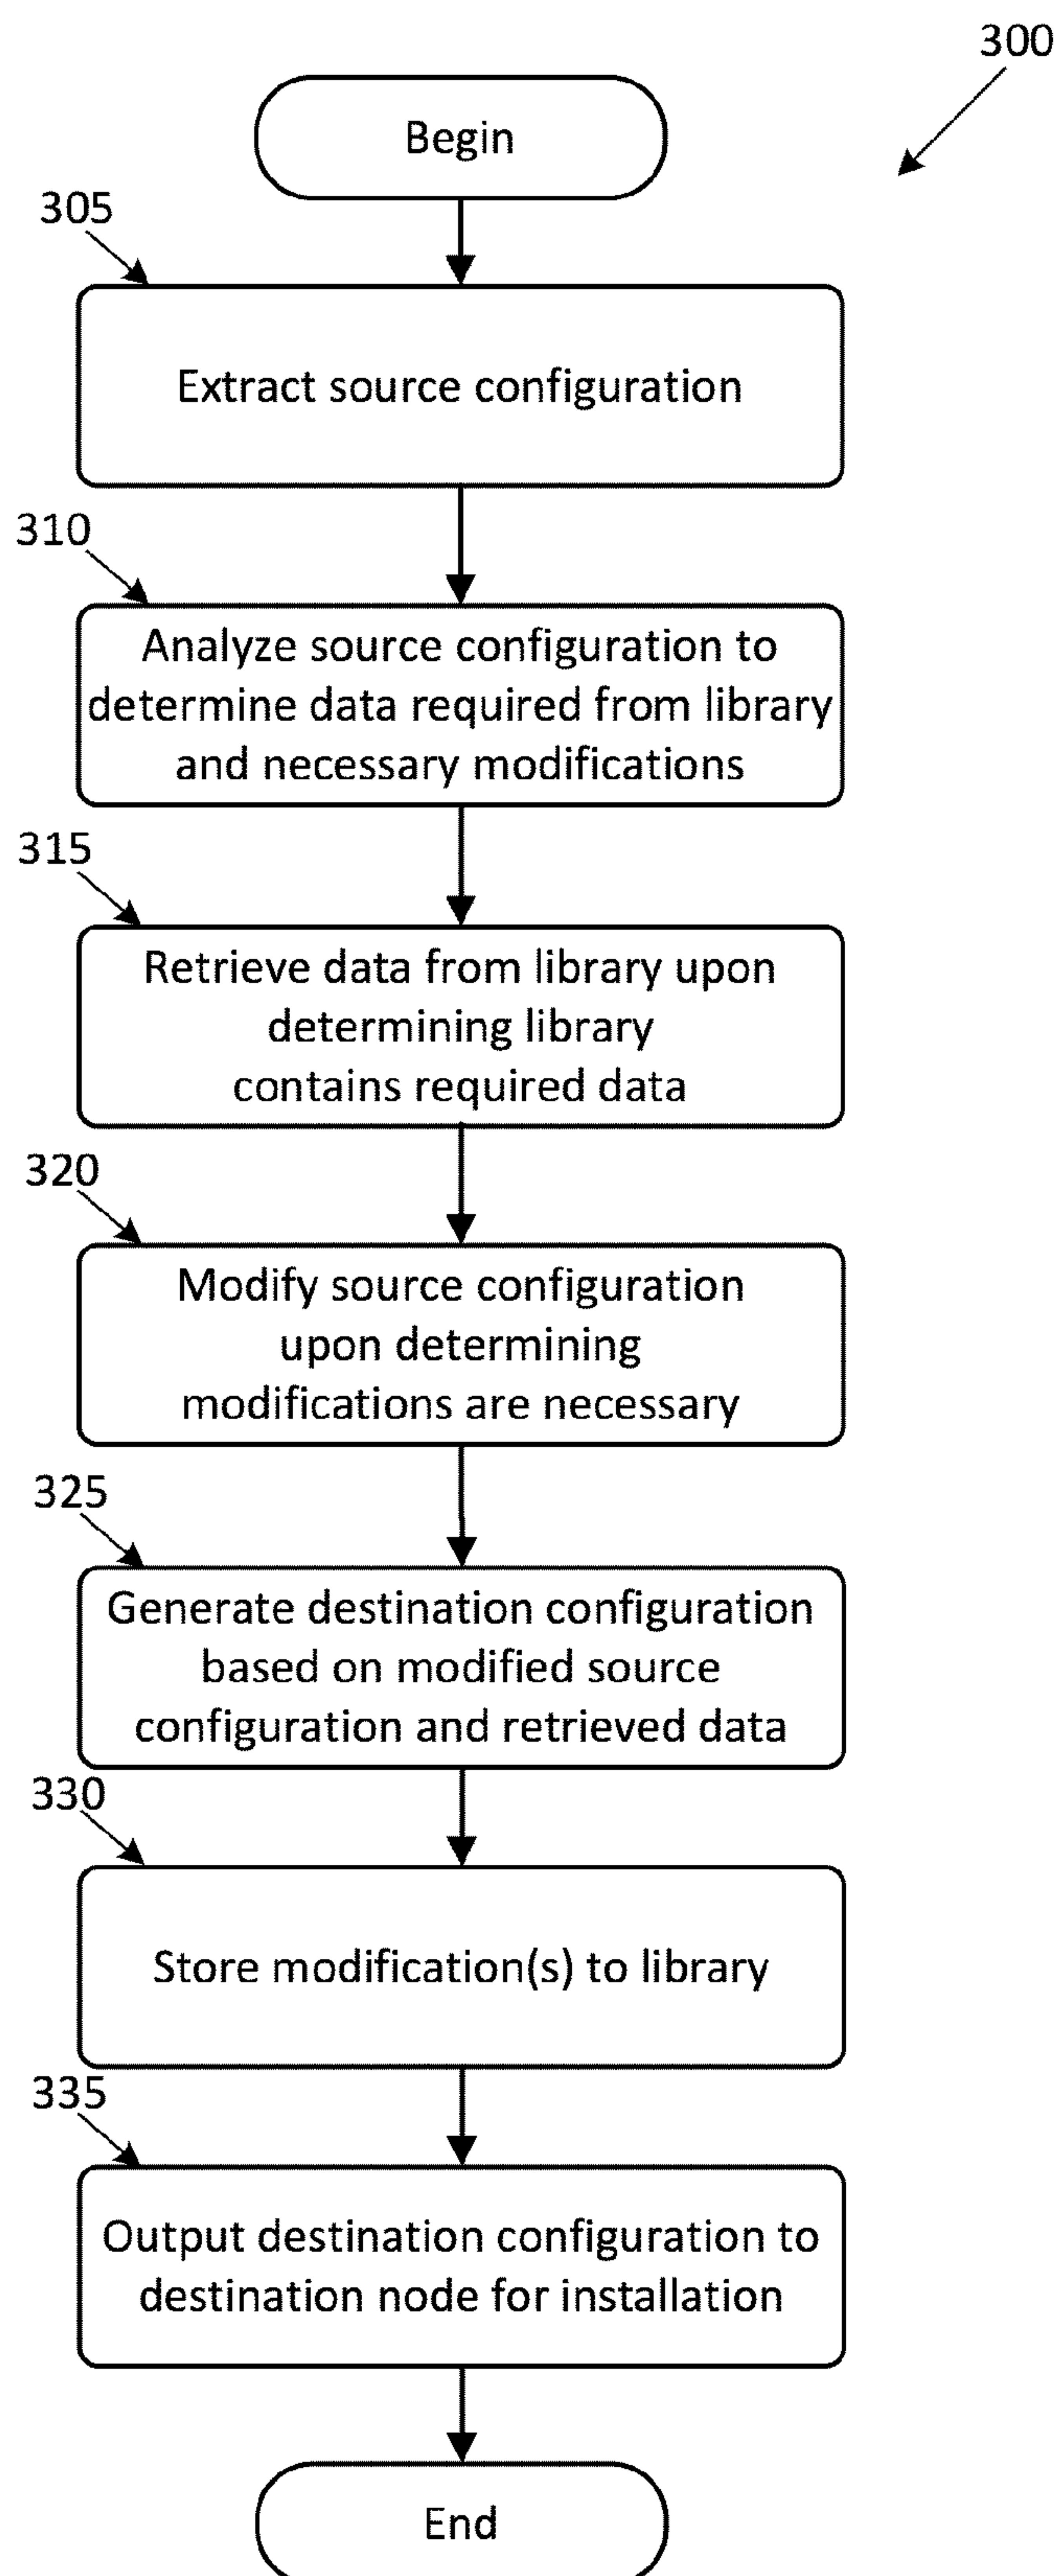 300
Begin
305
Extract source configuration
310
Analyze source configuration to
determine data required from library
and necessary modifications
315
Retrieve data from library upon
determining library
contains required data
320
Modify source configuration
upon determining
modifications are necessary
325
Generate destination configuration
based on modified source
configuration and retrieved data
330
Store modification(s) to library
335
Output destination configuration to
destination node for installation
End